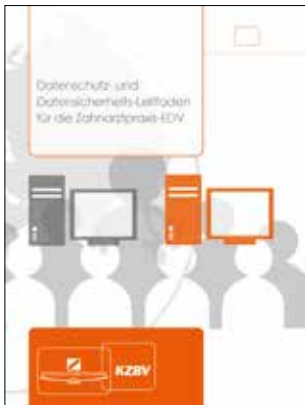 Datenschutz- und
Datensicherheits-Leitfaden
für die Zahnarztpraxis-EDV
KZBV